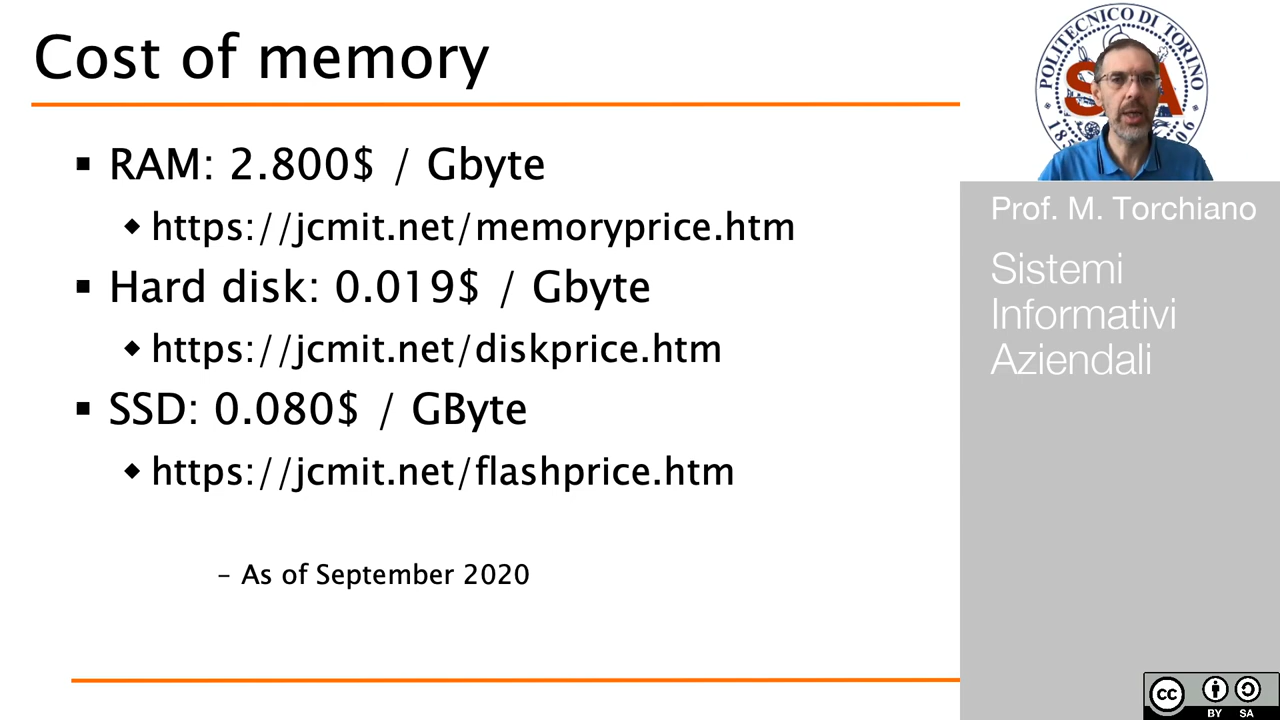 Cost of memory
▪ RAM: 2.800$ / Gbyte
◆ https://jcmit.net/memoryprice.htm
▪ Hard disk: 0.019$ / Gbyte
◆ https://jcmit.net/diskprice.htm
▪ SSD: 0.080$ / GByte
◆ https://jcmit.net/flashprice.htm
– As of September 2020
POLITECNICO DI TORINO
Prof. M. Torchiano
Sistemi
Informativi
Aziendali
cc
BY SA